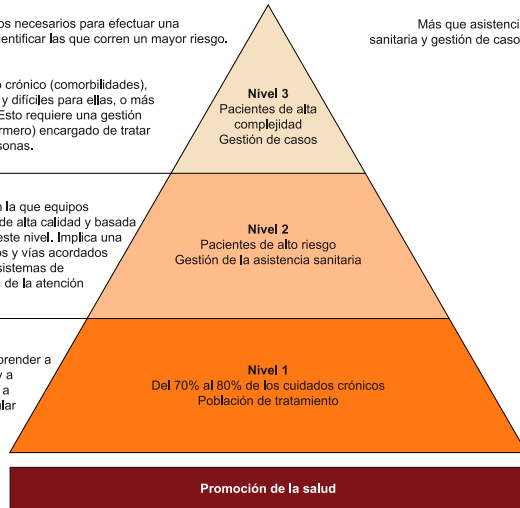 os necesarios para efectuar una
dentificar las que corren un mayor riesgo.
Más que asistenci
sanitaria y gestión de caso
o crónico (comorbilidades),
y difíciles para ellas, o más
Esto requiere una gestión
rmero) encargado de tratar
sonas.
Nivel 3
Pacientes de alta
complejidad
Gestión de casos
n la que equipos
de alta calidad y basada
este nivel. Implica una
os y vías acordados
sistemas de
n de la atención
Nivel 2
Pacientes de alto riesgo
Gestión de la asistencia sanitaria
prender a
y a
a
ular
Nivel 1
Del 70% al 80% de los cuidados crónicos
Población de tratamiento
Promoción de la salud